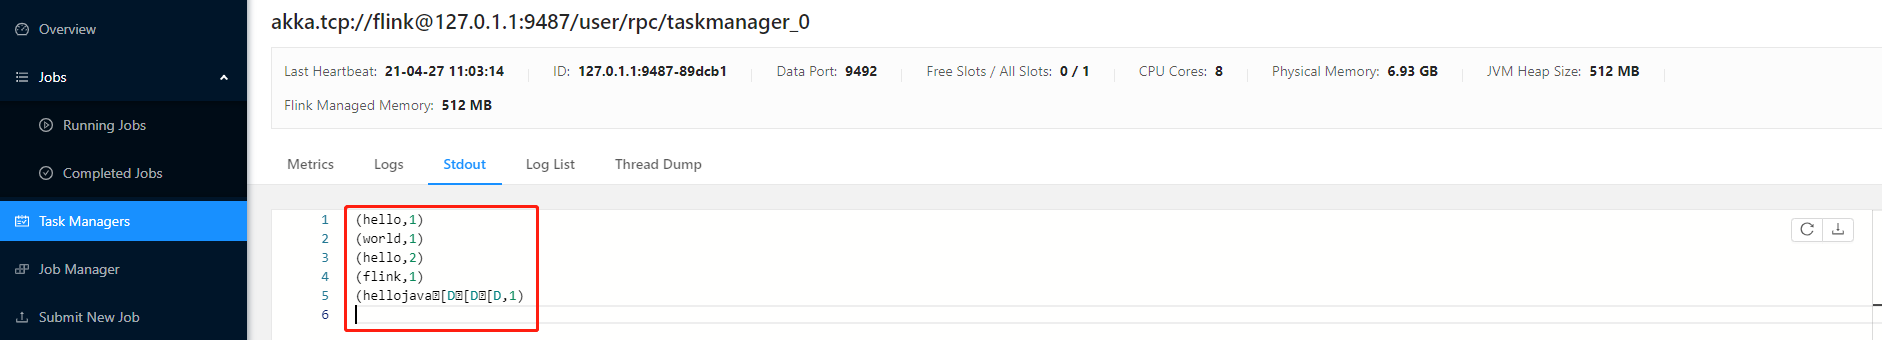 akka.tcp://flink@127.0.1.1:9487/user/rpc/taskmanager_0
Overview
Jobs
Running Jobs
Completed Jobs
Task Managers
Job Manager
Submit New Job
Last Heartbeat: 21-04-27 11:03:14 ID: 127.0.1.1:9487-89dcb1 Data Port: 9492 Free Slots / All Slots: 0 / 1 CPU Cores: 8 Physical Memory: 6.93 GB JVM Heap Size: 512 MB
Flink Managed Memory: 512 MB
Metrics Logs Stdout Log List Thread Dump
1 (hello,1)
2 (world,1)
3 (hello,2)
4 (flink,1)
5 (hellojava␛[D␛[D␛[D,1)
6